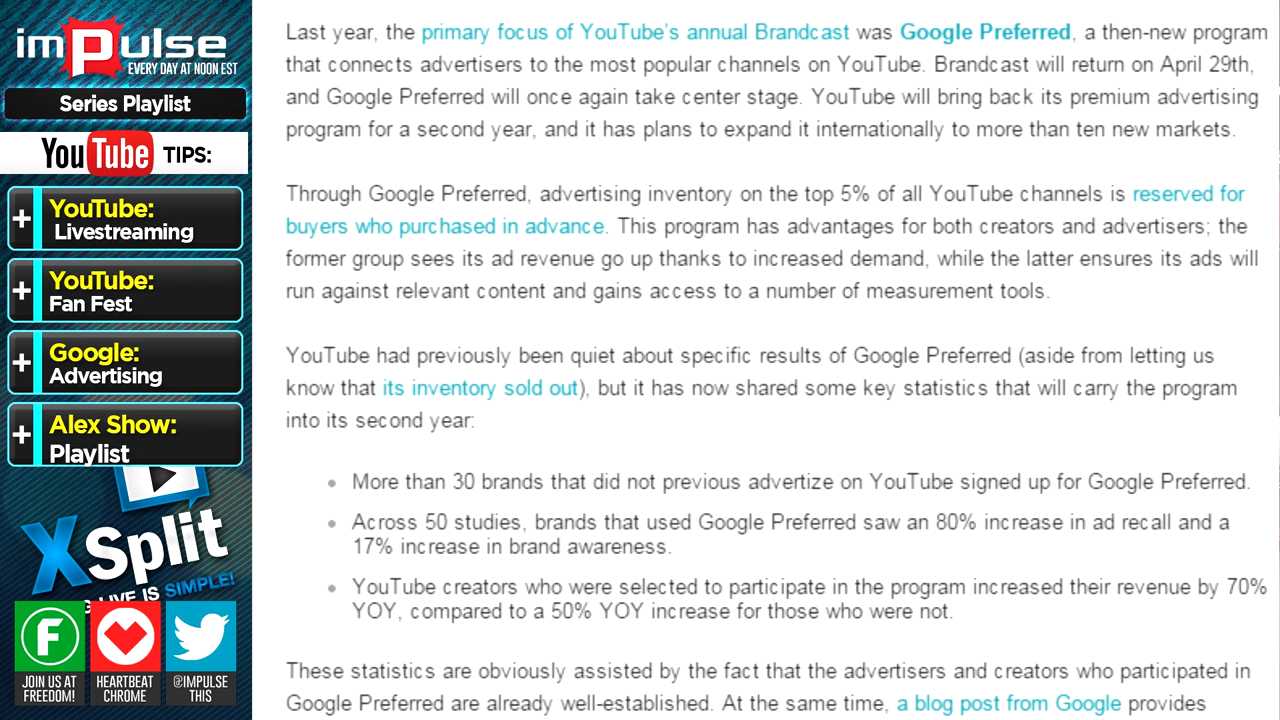 imPulse
EVERY DAY AT NOON EST
Series Playlist
YouTube TIPS:
+ YouTube:
Livestreaming
+ YouTube:
Fan Fest
+ Google:
Advertising
+ Alex Show:
Playlist
XSplit
LIVE IS SIMPLE!
F
JOIN US AT
FREEDOM!
HEARTBEAT
CHROME
@IMPULSE
THIS
Last year, the primary focus of YouTube's annual Brandcast was Google Preferred, a then-new program
that connects advertisers to the most popular channels on YouTube. Brandcast will return on April 29th,
and Google Preferred will once again take center stage. YouTube will bring back its premium advertising
program for a second year, and it has plans to expand it internationally to more than ten new markets.
Through Google Preferred, advertising inventory on the top 5% of all YouTube channels is reserved for
buyers who purchased in advance. This program has advantages for both creators and advertisers; the
former group sees its ad revenue go up thanks to increased demand, while the latter ensures its ads will
run against relevant content and gains access to a number of measurement tools.
YouTube had previously been quiet about specific results of Google Preferred (aside from letting us
know that its inventory sold out), but it has now shared some key statistics that will carry the program
into its second year:
• More than 30 brands that did not previous advertize on YouTube signed up for Google Preferred.
• Across 50 studies, brands that used Google Preferred saw an 80% increase in ad recall and a
17% increase in brand awareness.
• YouTube creators who were selected to participate in the program increased their revenue by 70%
YOY, compared to a 50% YOY increase for those who were not.
These statistics are obviously assisted by the fact that the advertisers and creators who participated in
Google Preferred are already well-established. At the same time, a blog post from Google provides